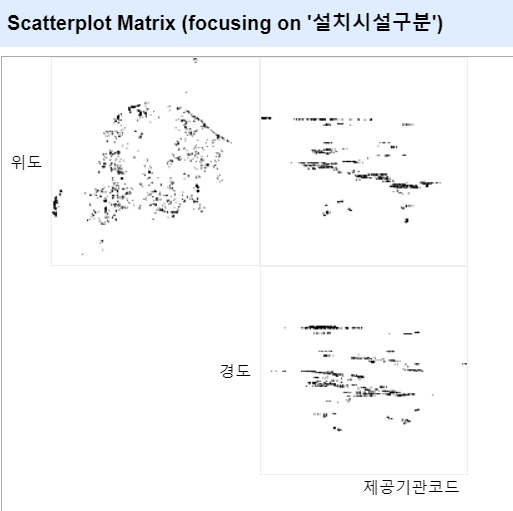 Scatterplot Matrix (focusing on '설치시설구분')
위도
경도
제공기관코드